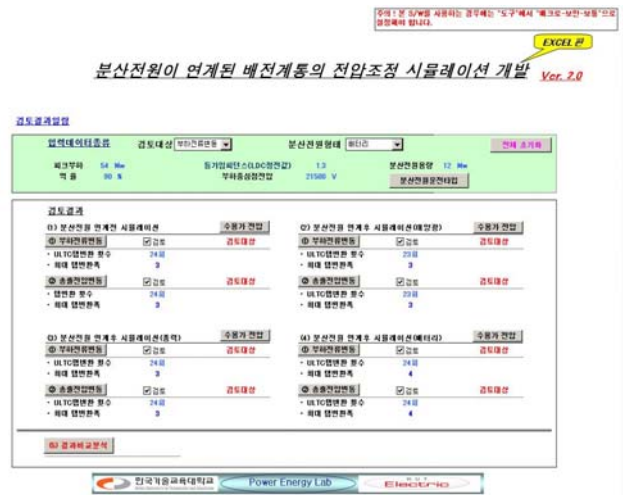 주의 ! 본 S/W를 사용하는 경우에는 "도구"에서 "매크로-보안-보통"으로
설정해야 합니다.
EXCEL 판
분산전원이 연계된 배전계통의 전압조정 시뮬레이션 개발 Ver. 2.0
검토결과일람
입력데이터종류 검토대상 부하전류변동 분산전원형태 배터리 전체 초기화
피크부하 54 Mw 등가임피던스(LDC정전값) 1.3 분산전원용량 12 Mw
역 률 90 % 부하중심점전압 21500 V 분산전원운전타입
검토결과
(1) 분산전원 연계전 시뮬레이션 수용가 전압 (2) 분산전원 연계후 시뮬레이션(태양광) 수용가 전압
① 부하전류변동 검토 검토대상 ① 부하전류변동 검토 검토대상
· ULTC탭변환 횟수 24회 · ULTC탭변환 횟수 23회
· 최대 탭변환폭 3 · 최대 탭변환폭 3
② 송출전압변동 검토 검토대상 ② 송출전압변동 검토 검토대상
· 탭변환 횟수 24회 · ULTC탭변환 횟수 23회
· 최대 탭변환폭 3 · 최대 탭변환폭 3
(3) 분산전원 연계후 시뮬레이션(풍력) 수용가 전압 (4) 분산전원 연계후 시뮬레이션(배터리) 수용가 전압
① 부하전류변동 검토 검토대상 ① 부하전류변동 검토 검토대상
· ULTC탭변환 횟수 24회 · ULTC탭변환 횟수 24회
· 최대 탭변환폭 3 · 최대 탭변환폭 4
② 송출전압변동 검토 검토대상 ② 송출전압변동 검토 검토대상
· ULTC탭변환 횟수 24회 · ULTC탭변환 횟수 24회
· 최대 탭변환폭 3 · 최대 탭변환폭 4
(5) 결과비교분석
한국기술교육대학교 Power Energy Lab Electric